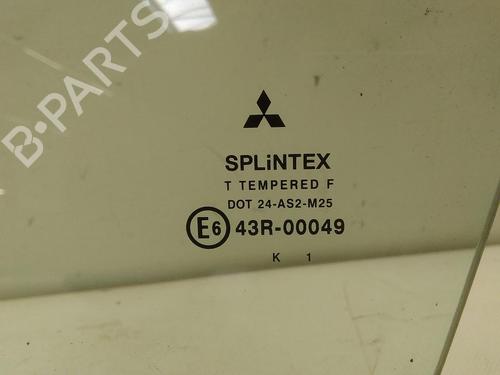 B-PARTS
SPLiNTEX
T TEMPERED F
DOT 24-AS2-M25
E6 43R-00049
K 1